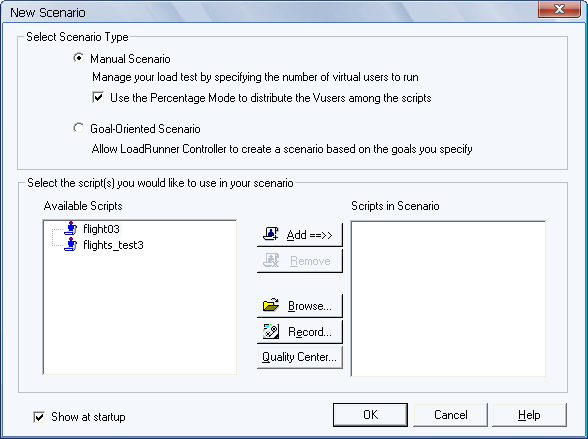 New Scenario
Select Scenario Type
Manual Scenario
Manage your load test by specifying the number of virtual users to run
Use the Percentage Mode to distribute the Vusers among the scripts
Goal-Oriented Scenario
Allow LoadRunner Controller to create a scenario based on the goals you specify
Select the script(s) you would like to use in your scenario
Available Scripts
Scripts in Scenario
flight03
flights_test3
Add ==>>
Remove
Browse...
Record...
Quality Center...
Show at startup
OK
Cancel
Help